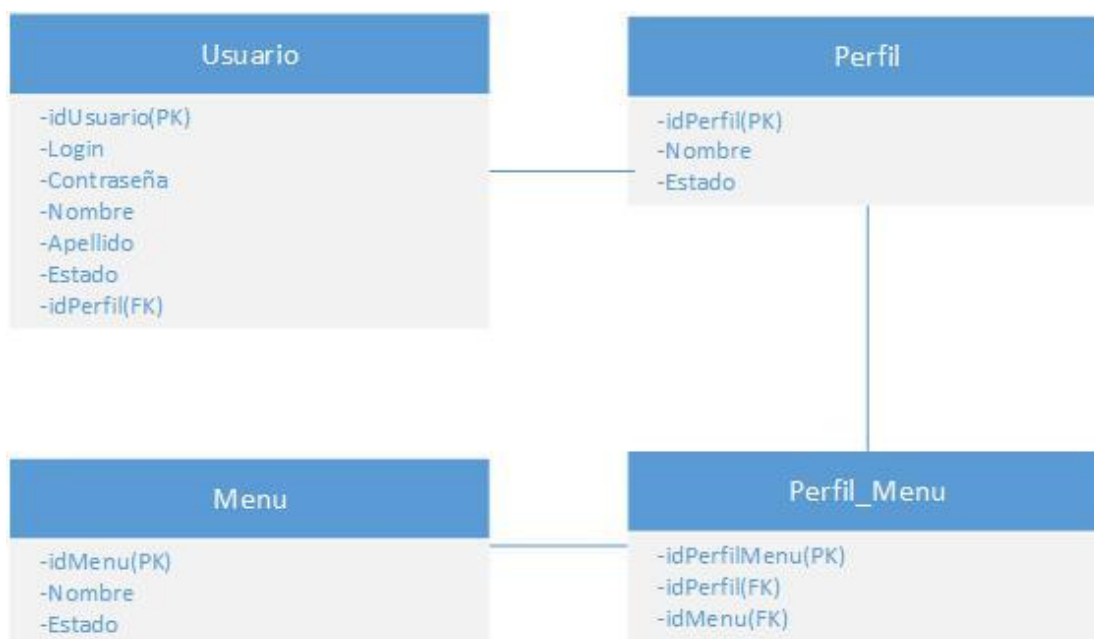 Usuario
-idUsuario(PK)
-Login
-Contraseña
-Nombre
-Apellido
-Estado
-idPerfil(FK)
Perfil
-idPerfil(PK)
-Nombre
-Estado
Menu
-idMenu(PK)
-Nombre
-Estado
Perfil_Menu
-idPerfilMenu(PK)
-idPerfil(FK)
-idMenu(FK)